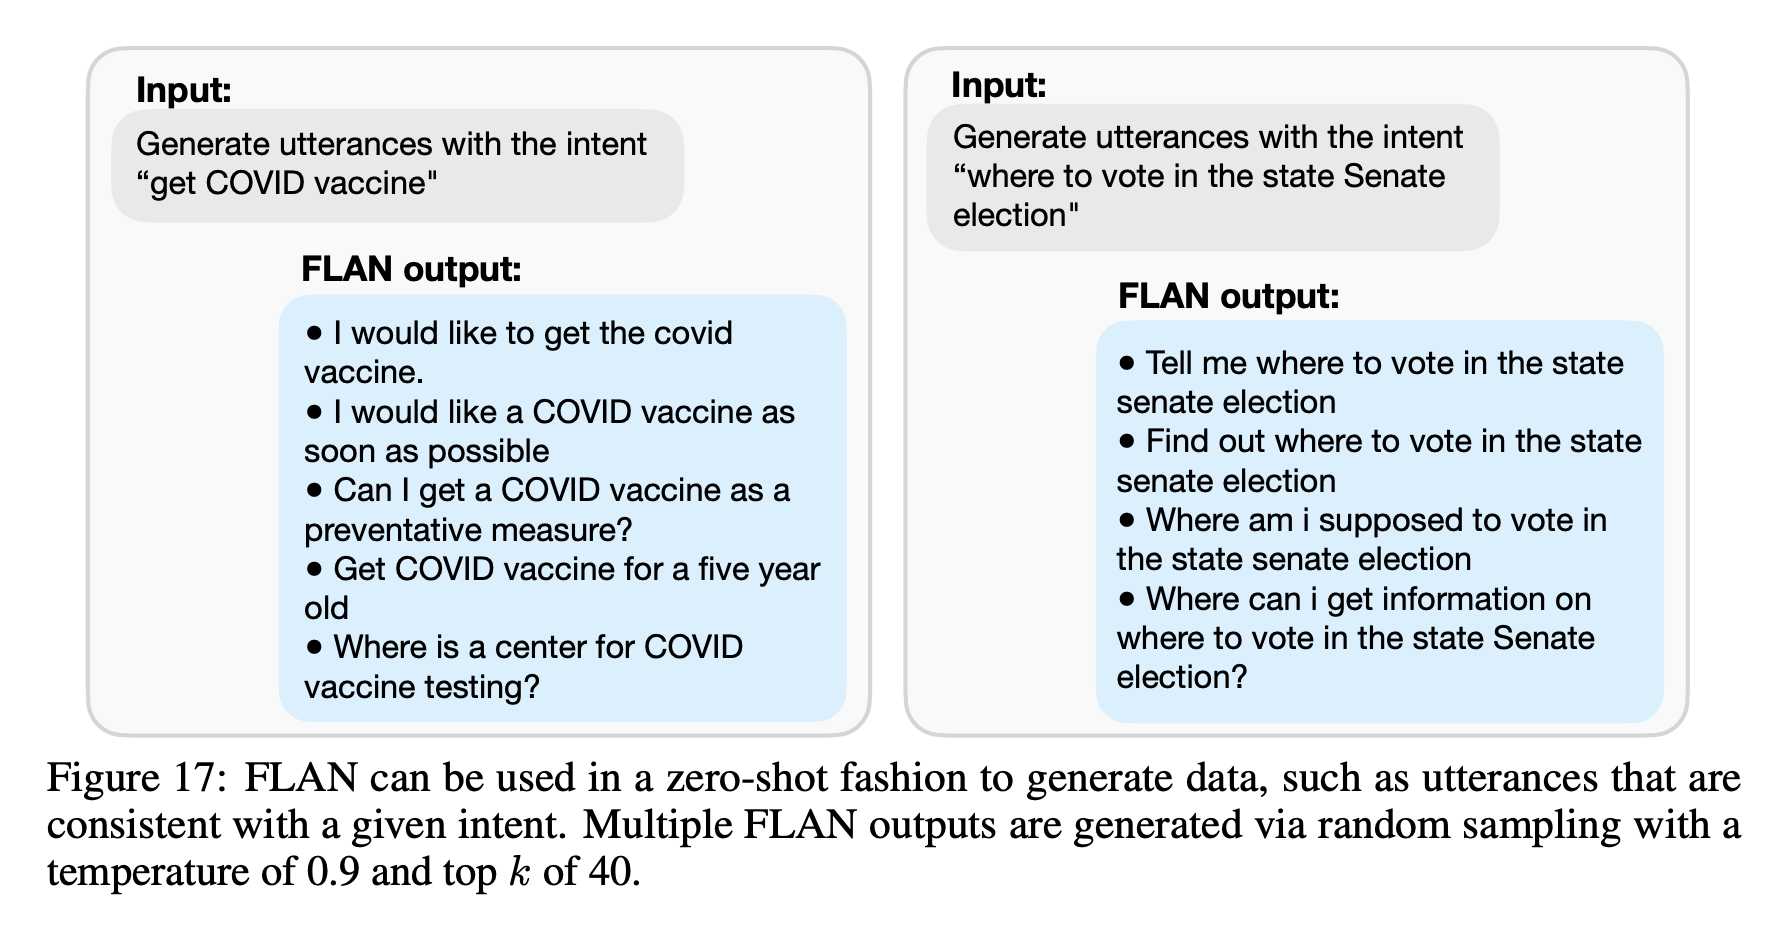 Input:
Generate utterances with the intent
“get COVID vaccine"
FLAN output:
● I would like to get the covid
vaccine.
● I would like a COVID vaccine as
soon as possible
● Can I get a COVID vaccine as a
preventative measure?
● Get COVID vaccine for a five year
old
● Where is a center for COVID
vaccine testing?
Input:
Generate utterances with the intent
“where to vote in the state Senate
election"
FLAN output:
● Tell me where to vote in the state
senate election
● Find out where to vote in the state
senate election
● Where am i supposed to vote in
the state senate election
● Where can i get information on
where to vote in the state Senate
election?
Figure 17: FLAN can be used in a zero-shot fashion to generate data, such as utterances that are
consistent with a given intent. Multiple FLAN outputs are generated via random sampling with a
temperature of 0.9 and top k of 40.